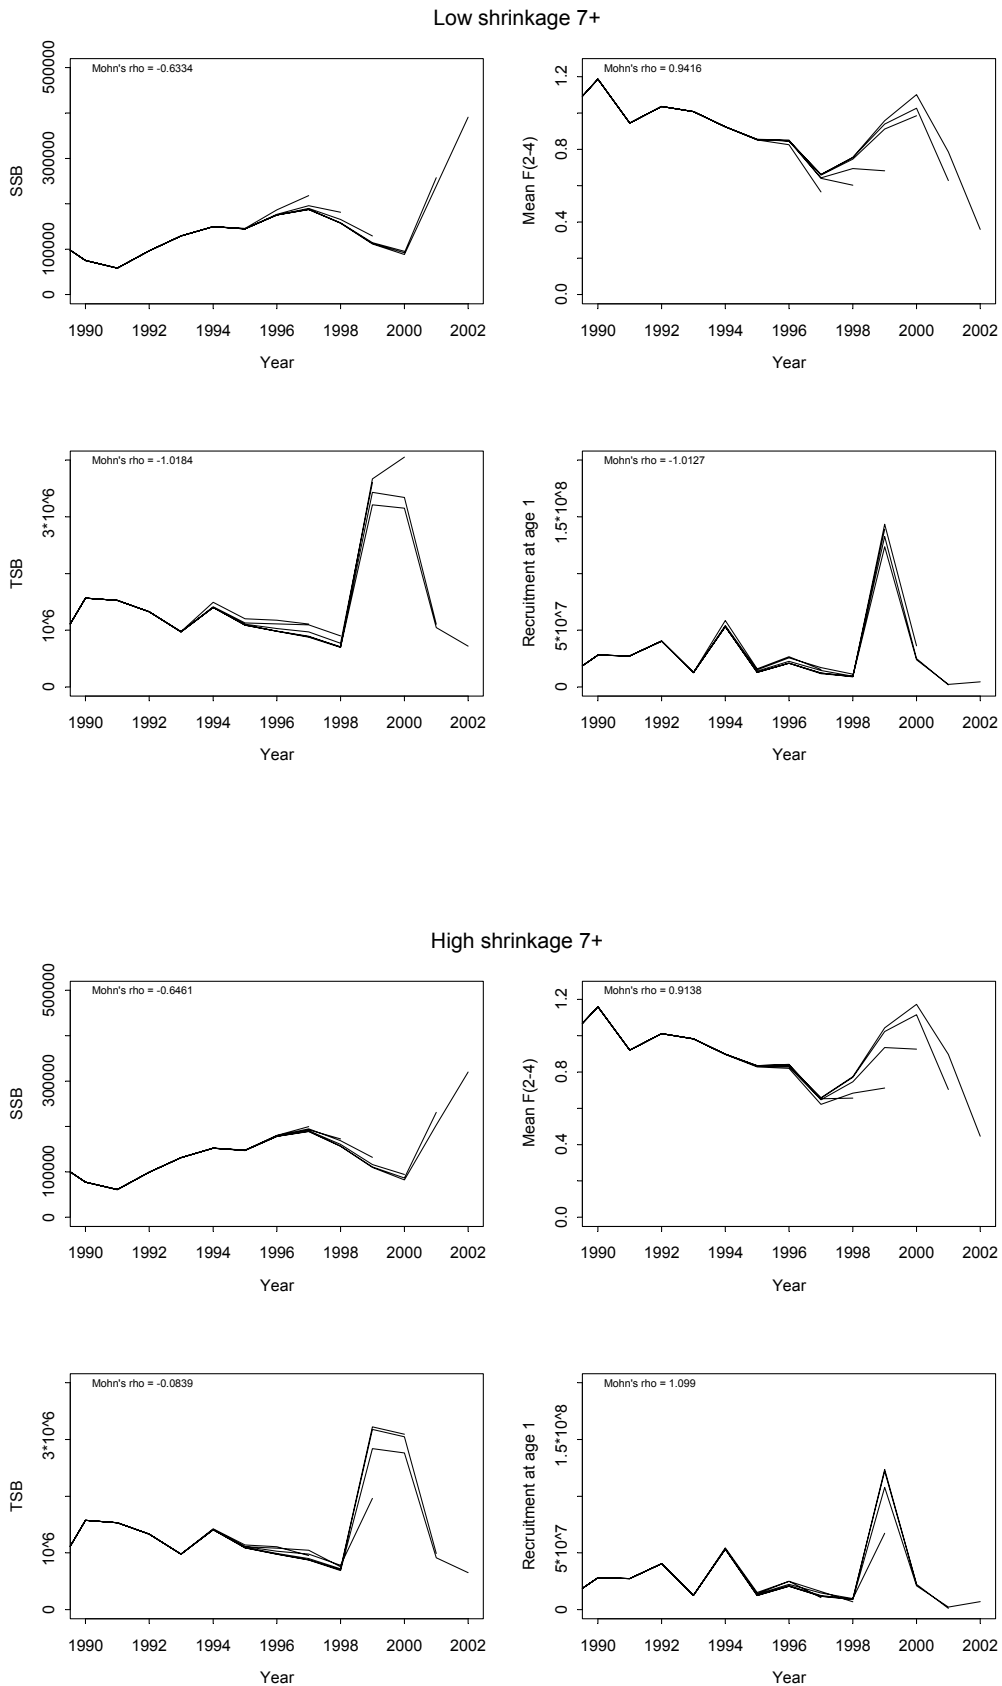 Low shrinkage 7+
Mohn's rho = -0.6334
SSB
0 100000 300000 500000
1990 1992 1994 1996 1998 2000 2002
Year
Mohn's rho = 0.9416
Mean F(2-4)
0.0 0.4 0.8 1.2
1990 1992 1994 1996 1998 2000 2002
Year
Mohn's rho = -1.0184
TSB
0 10^6 3*10^6
1990 1992 1994 1996 1998 2000 2002
Year
Mohn's rho = -1.0127
Recruitment at age 1
0 5*10^7 1.5*10^8
1990 1992 1994 1996 1998 2000 2002
Year
High shrinkage 7+
Mohn's rho = -0.6461
SSB
0 100000 300000 500000
1990 1992 1994 1996 1998 2000 2002
Year
Mohn's rho = 0.9138
Mean F(2-4)
0.0 0.4 0.8 1.2
1990 1992 1994 1996 1998 2000 2002
Year
Mohn's rho = -0.0839
TSB
0 10^6 3*10^6
1990 1992 1994 1996 1998 2000 2002
Year
Mohn's rho = 1.099
Recruitment at age 1
0 5*10^7 1.5*10^8
1990 1992 1994 1996 1998 2000 2002
Year